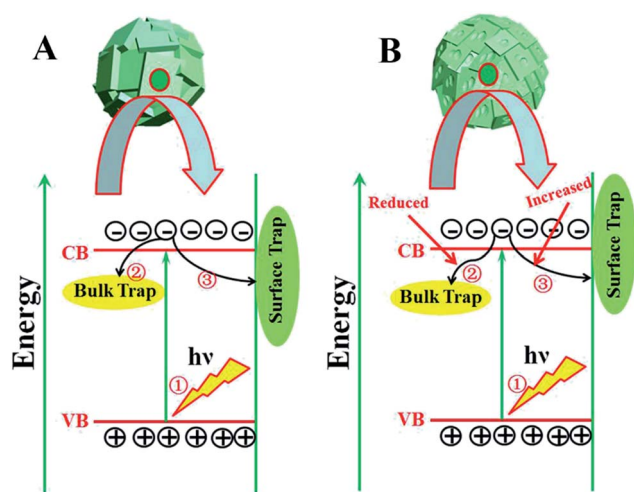 A
Energy
CB
⊖ ⊖ ⊖ ⊖ ⊖ ⊖
②
③
Bulk Trap
Surface Trap
hν
①
VB
⊕ ⊕ ⊕ ⊕ ⊕ ⊕
B
Energy
Reduced
Increased
CB
⊖ ⊖ ⊖ ⊖ ⊖ ⊖
②
③
Bulk Trap
Surface Trap
hν
①
VB
⊕ ⊕ ⊕ ⊕ ⊕ ⊕